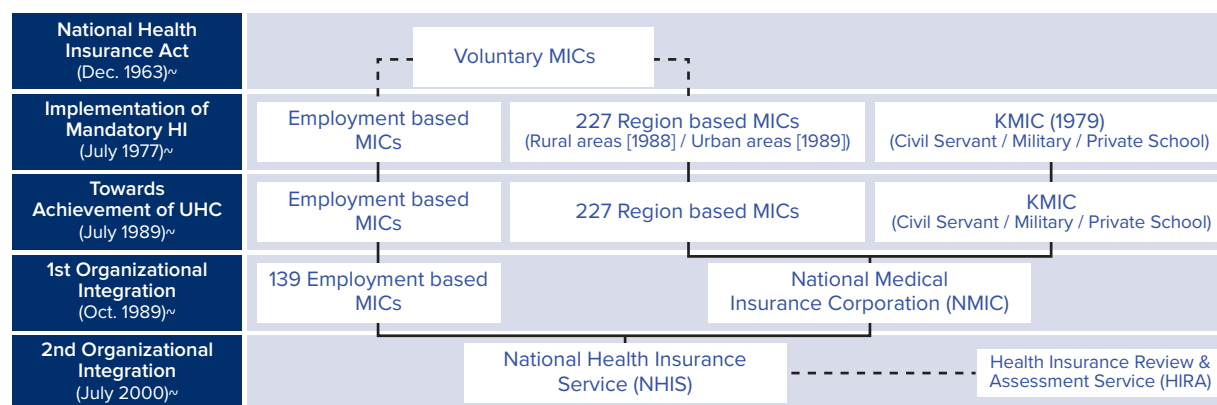 National Health
Insurance Act
(Dec. 1963)~
Voluntary MICs
Implementation of
Mandatory HI
(July 1977)~
Employment based
MICs
227 Region based MICs
(Rural areas [1988] / Urban areas [1989])
KMIC (1979)
(Civil Servant / Military / Private School)
Towards
Achievement of UHC
(July 1989)~
Employment based
MICs
227 Region based MICs
KMIC
(Civil Servant / Military / Private School)
1st Organizational
Integration
(Oct. 1989)~
139 Employment based
MICs
National Medical
Insurance Corporation (NMIC)
2nd Organizational
Integration
(July 2000)~
National Health Insurance
Service (NHIS)
Health Insurance Review &
Assessment Service (HIRA)